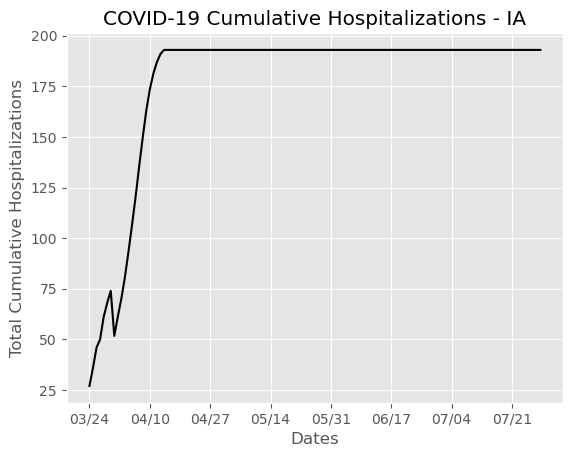 COVID-19 Cumulative Hospitalizations - IA
Total Cumulative Hospitalizations
200
175
150
125
100
75
50
25
03/24 04/10 04/27 05/14 05/31 06/17 07/04 07/21
Dates